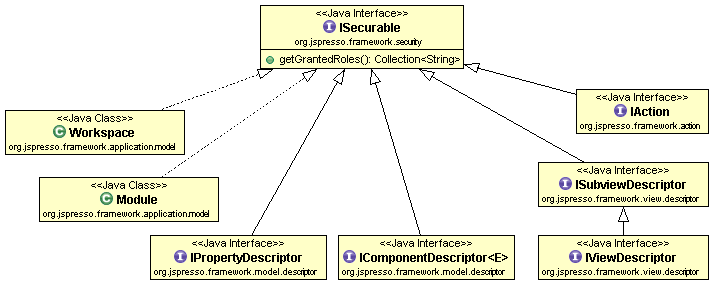 <<Java Interface>>
ISecurable
org.jspresso.framework.security
getGrantedRoles(): Collection<String>
<<Java Class>>
Workspace
org.jspresso.framework.application.model
<<Java Interface>>
IAction
org.jspresso.framework.action
<<Java Class>>
Module
org.jspresso.framework.application.model
<<Java Interface>>
ISubviewDescriptor
org.jspresso.framework.view.descriptor
<<Java Interface>>
IPropertyDescriptor
org.jspresso.framework.model.descriptor
<<Java Interface>>
IComponentDescriptor<E>
org.jspresso.framework.model.descriptor
<<Java Interface>>
IViewDescriptor
org.jspresso.framework.view.descriptor